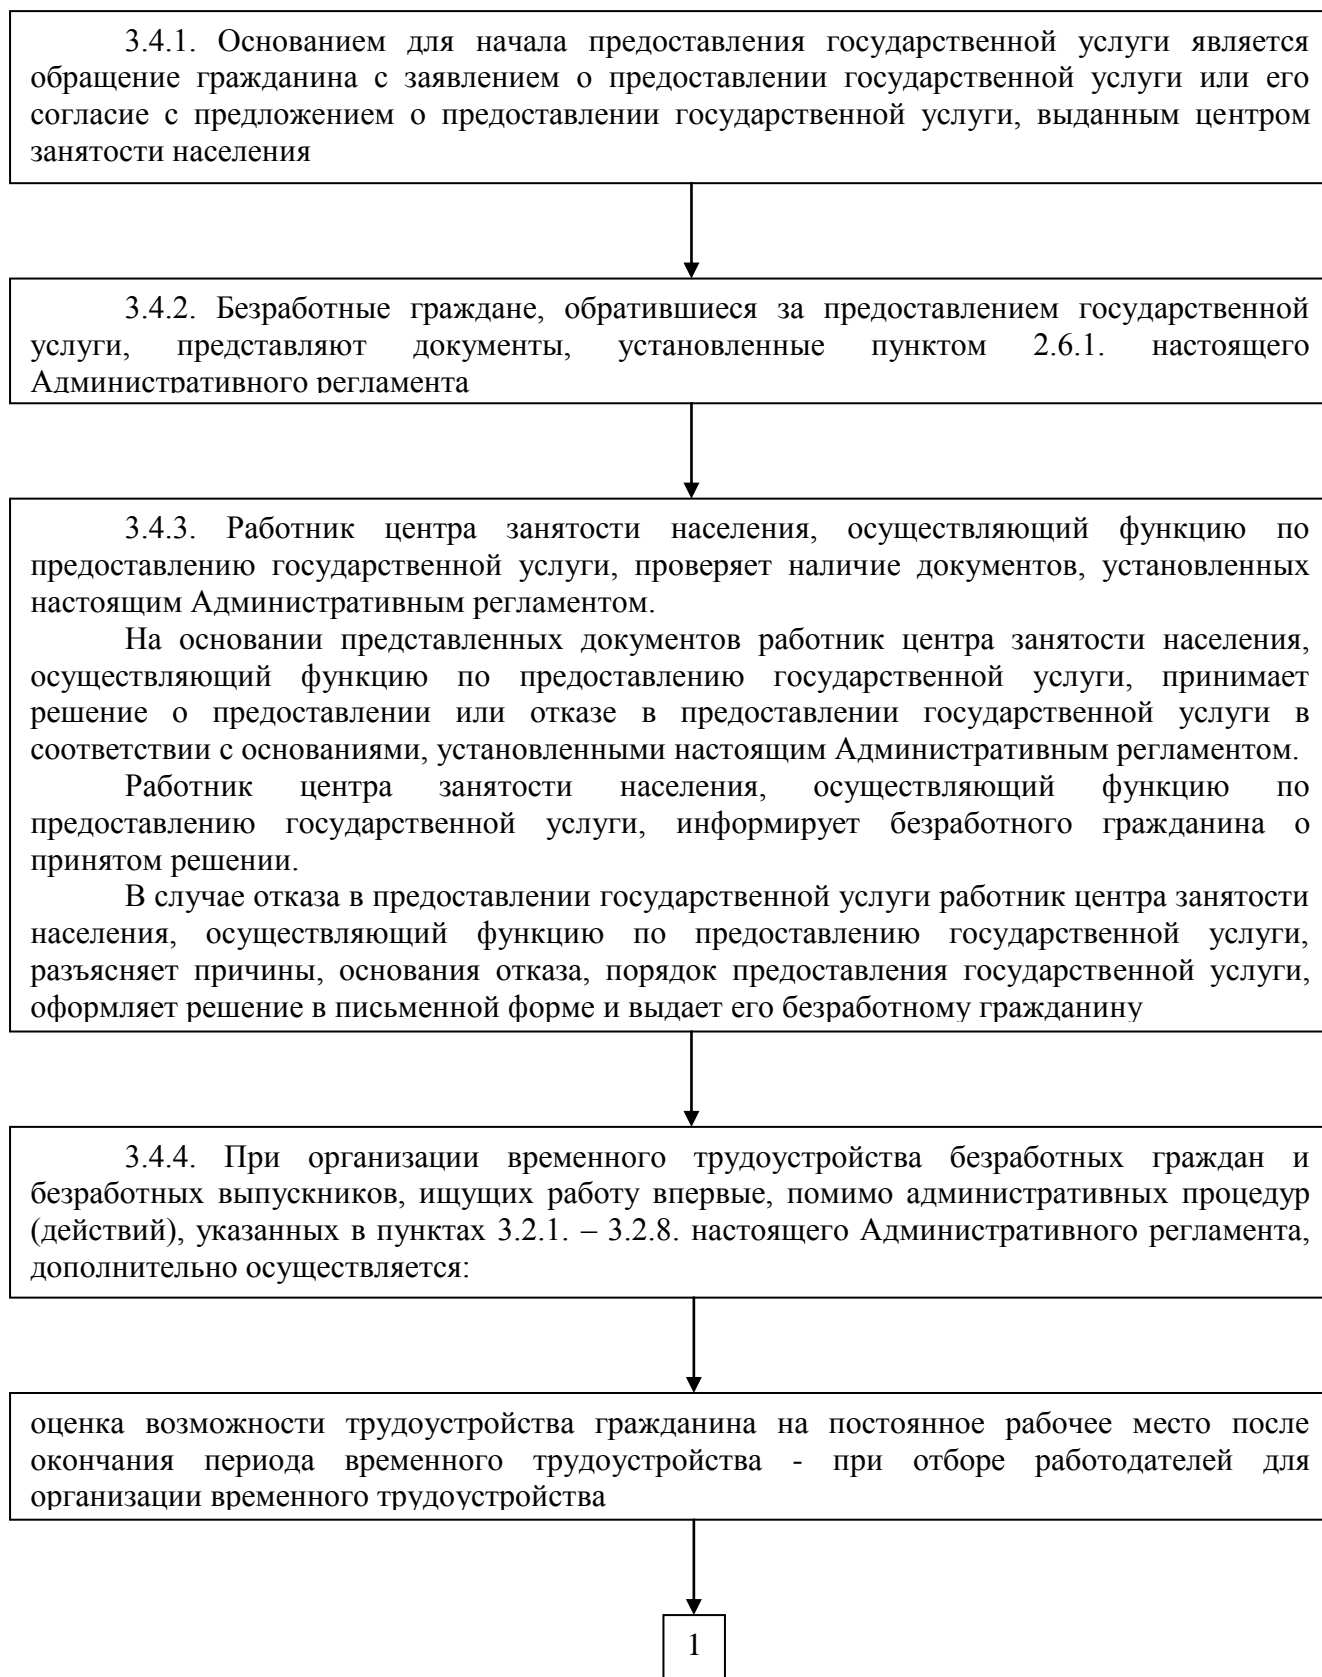 3.4.1. Основанием для начала предоставления государственной услуги является
обращение гражданина с заявлением о предоставлении государственной услуги или его
согласие с предложением о предоставлении государственной услуги, выданным центром
занятости населения
3.4.2. Безработные граждане, обратившиеся за предоставлением государственной
услуги, представляют документы, установленные пунктом 2.6.1. настоящего
Административного регламента
3.4.3. Работник центра занятости населения, осуществляющий функцию по
предоставлению государственной услуги, проверяет наличие документов, установленных
настоящим Административным регламентом.
На основании представленных документов работник центра занятости населения,
осуществляющий функцию по предоставлению государственной услуги, принимает
решение о предоставлении или отказе в предоставлении государственной услуги в
соответствии с основаниями, установленными настоящим Административным регламентом.
Работник центра занятости населения, осуществляющий функцию по
предоставлению государственной услуги, информирует безработного гражданина о
принятом решении.
В случае отказа в предоставлении государственной услуги работник центра занятости
населения, осуществляющий функцию по предоставлению государственной услуги,
разъясняет причины, основания отказа, порядок предоставления государственной услуги,
оформляет решение в письменной форме и выдает его безработному гражданину
3.4.4. При организации временного трудоустройства безработных граждан и
безработных выпускников, ищущих работу впервые, помимо административных процедур
(действий), указанных в пунктах 3.2.1. – 3.2.8. настоящего Административного регламента,
дополнительно осуществляется:
оценка возможности трудоустройства гражданина на постоянное рабочее место после
окончания периода временного трудоустройства - при отборе работодателей для
организации временного трудоустройства
1